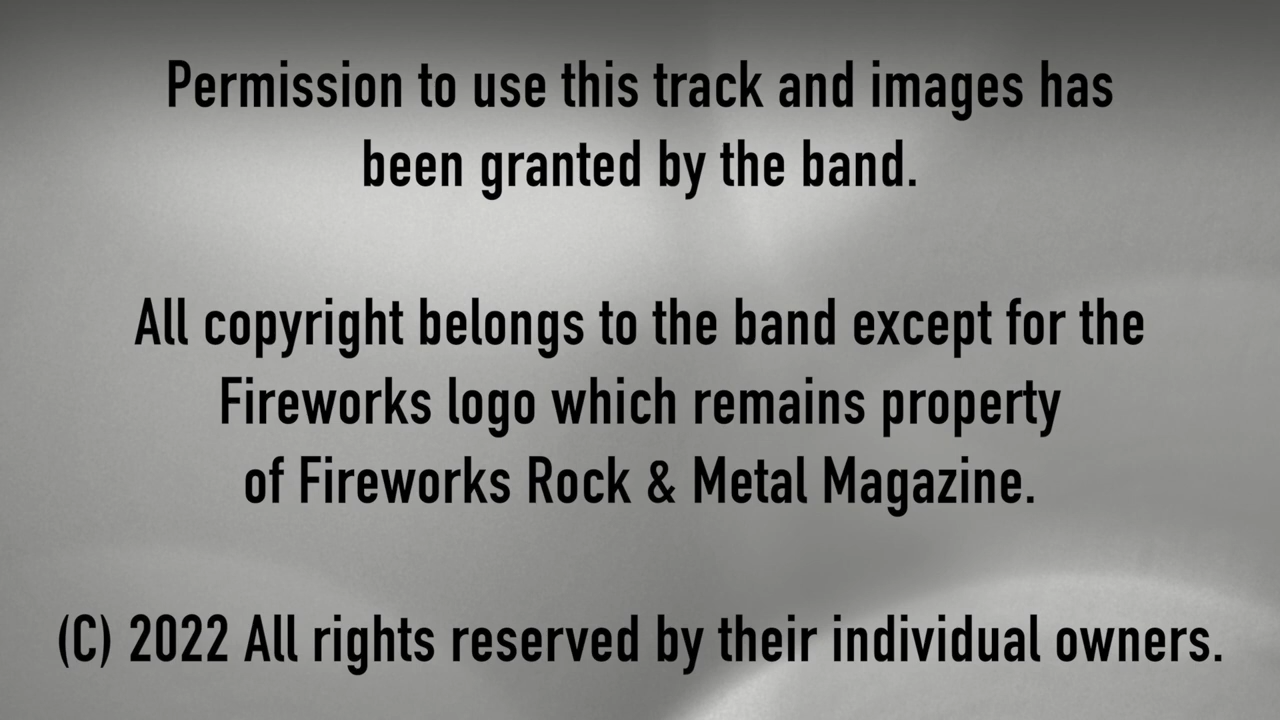 Permission to use this track and images has
been granted by the band.
All copyright belongs to the band except for the
Fireworks logo which remains property
of Fireworks Rock & Metal Magazine.
(C) 2022 All rights reserved by their individual owners.